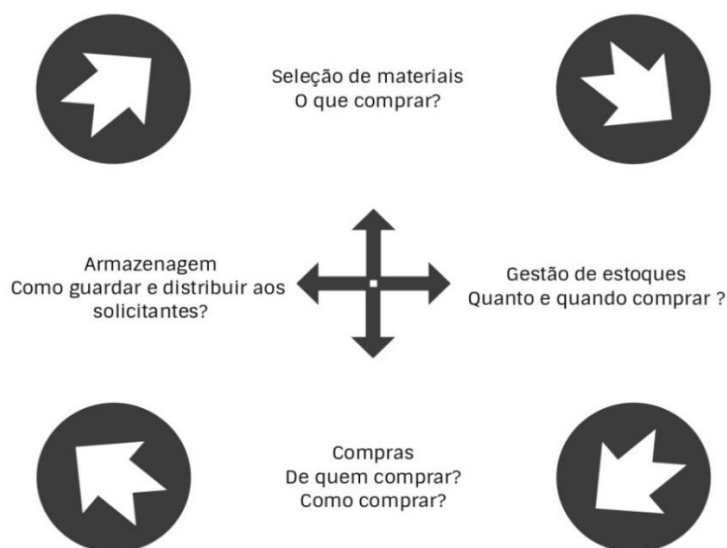 Seleção de materiais
O que comprar?
Armazenagem
Como guardar e distribuir aos
solicitantes?
Gestão de estoques
Quanto e quando comprar ?
Compras
De quem comprar?
Como comprar?